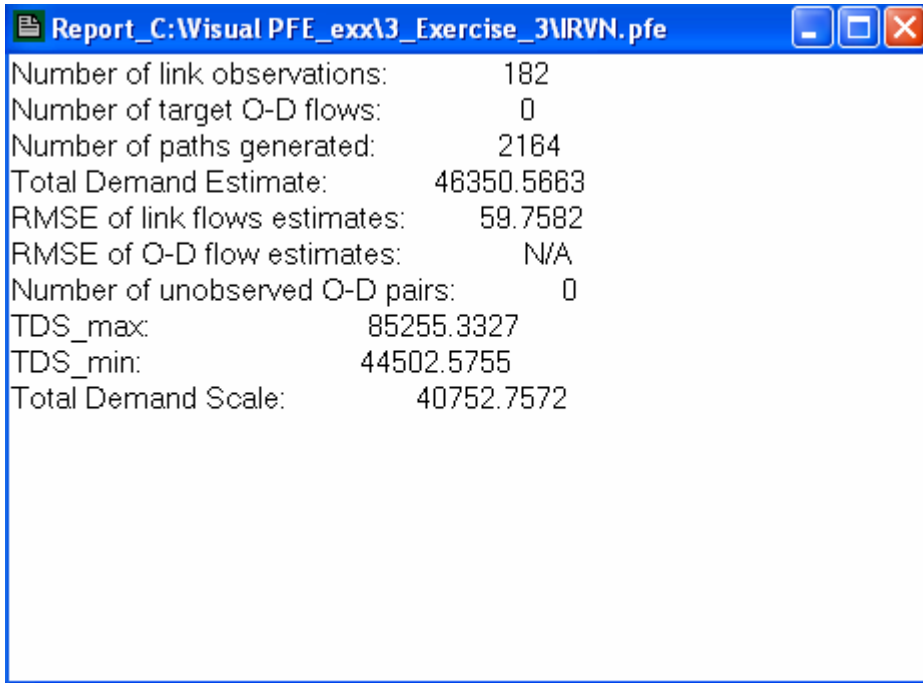 Report_C:\Visual PFE_exx\3_Exercise_3\IRVN.pfe
Number of link observations: 182
Number of target O-D flows: 0
Number of paths generated: 2164
Total Demand Estimate: 46350.5663
RMSE of link flows estimates: 59.7582
RMSE of O-D flow estimates: N/A
Number of unobserved O-D pairs: 0
TDS_max: 85255.3327
TDS_min: 44502.5755
Total Demand Scale: 40752.7572